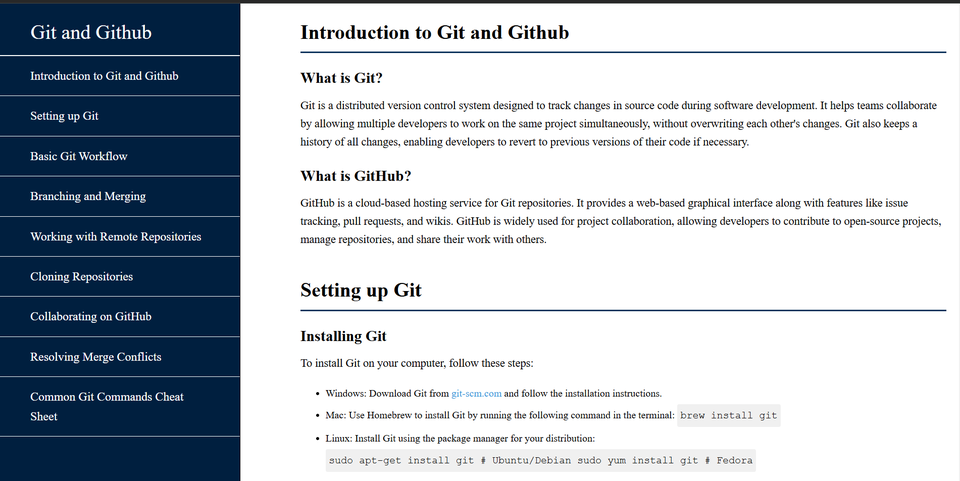 Git and Github
Introduction to Git and Github
Setting up Git
Basic Git Workflow
Branching and Merging
Working with Remote Repositories
Cloning Repositories
Collaborating on GitHub
Resolving Merge Conflicts
Common Git Commands Cheat
Sheet
Introduction to Git and Github
What is Git?
Git is a distributed version control system designed to track changes in source code during software development. It helps teams collaborate
by allowing multiple developers to work on the same project simultaneously, without overwriting each other's changes. Git also keeps a
history of all changes, enabling developers to revert to previous versions of their code if necessary.
What is GitHub?
GitHub is a cloud-based hosting service for Git repositories. It provides a web-based graphical interface along with features like issue
tracking, pull requests, and wikis. GitHub is widely used for project collaboration, allowing developers to contribute to open-source projects,
manage repositories, and share their work with others.
Setting up Git
Installing Git
To install Git on your computer, follow these steps:
• Windows: Download Git from git-scm.com and follow the installation instructions.
• Mac: Use Homebrew to install Git by running the following command in the terminal: brew install git
• Linux: Install Git using the package manager for your distribution:
sudo apt-get install git # Ubuntu/Debian sudo yum install git # Fedora